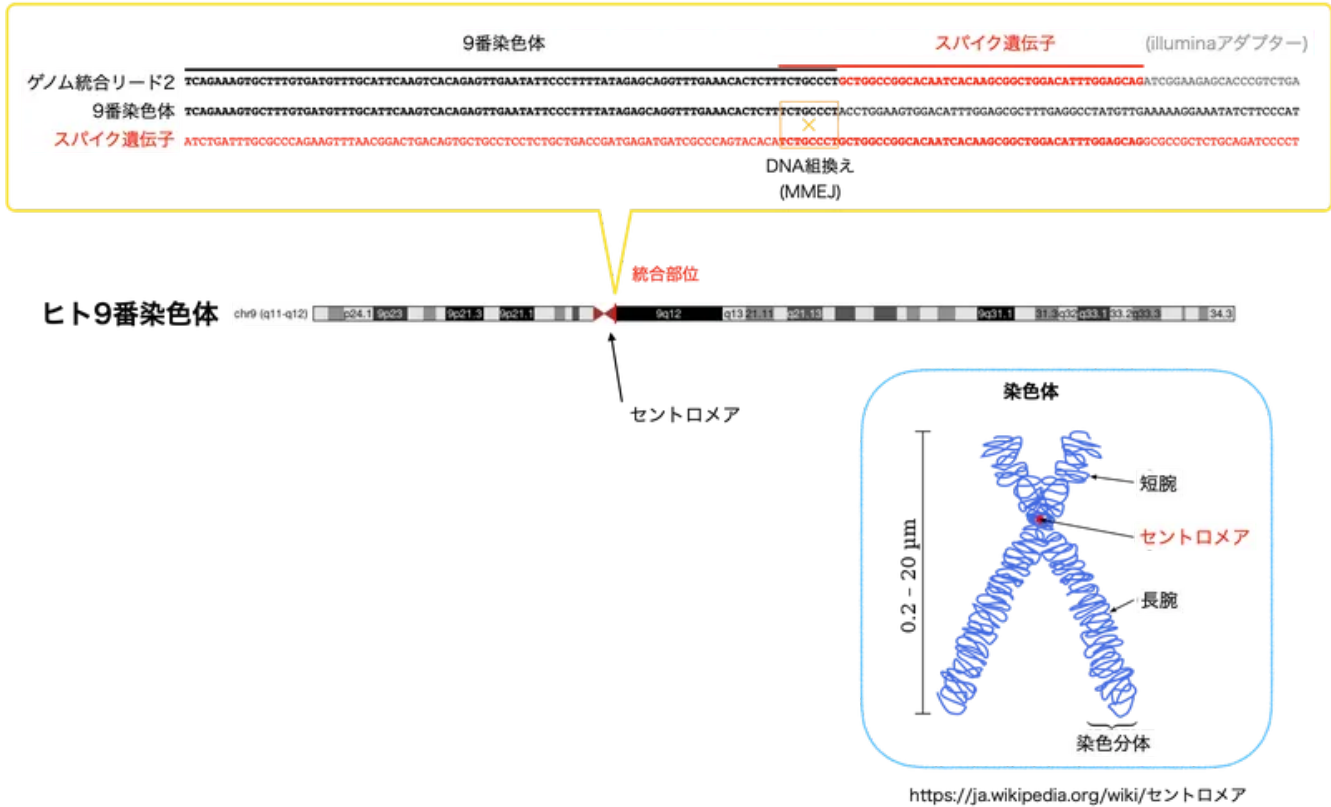 9番染色体 スパイク遺伝子 (illuminaアダプター)
ゲノム統合リード2 TCAGAAAGTGCTTTGTGATGTTTGCATTCAAGTCACAGAGTTGAATATTCCCTTTTATAGAGCAGGTTTGAAACACTCTTTCTGCCCTGCTGGCCGGCACAATCACAAGCGGCTGGACATTTGGAGCAGATCGGAAGAGCACCCGTCTGA
9番染色体 TCAGAAAGTGCTTTGTGATGTTTGCATTCAAGTCACAGAGTTGAATATTCCCTTTTATAGAGCAGGTTTGAAACACTCTTTCTGCCCTACCTGGAAGTGGACATTTGGAGCGCTTTGAGGCCTATGTTGAAAAAGGAAATATCTTCCCAT
スパイク遺伝子 ATCTGATTTGCGCCCAGAAGTTTAACGGACTGACAGTGCTGCCTCCTCTGCTGACCGATGAGATGATCGCCCAGTACACATCTGCCCTGCTGGCCGGCACAATCACAAGCGGCTGGACATTTGGAGCAGGCGCCGCTCTGCAGATCCCCT
DNA組換え
(MMEJ)
統合部位
ヒト9番染色体 chr9 (q11-q12) p24.1 9p23 9p21.3 9p21.1 9q12 q13 21.11 q21.13 9q31.1 31.3 q32 q33.1 33.2 q33.3 34.3
セントロメア
染色体
短腕
セントロメア
0.2 – 20 µm
長腕
染色分体
https://ja.wikipedia.org/wiki/セントロメア